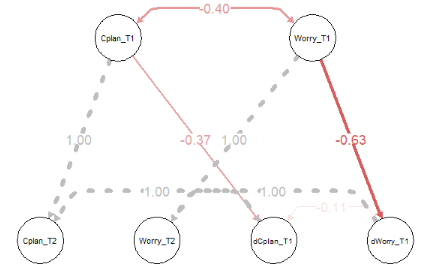 -0.40
Cplan_T1
Worry_T1
1.00
-0.37
1.00
-0.63
1.00
1.00
-0.11
Cplan_T2
Worry_T2
dCplan_T1
dWorry_T1